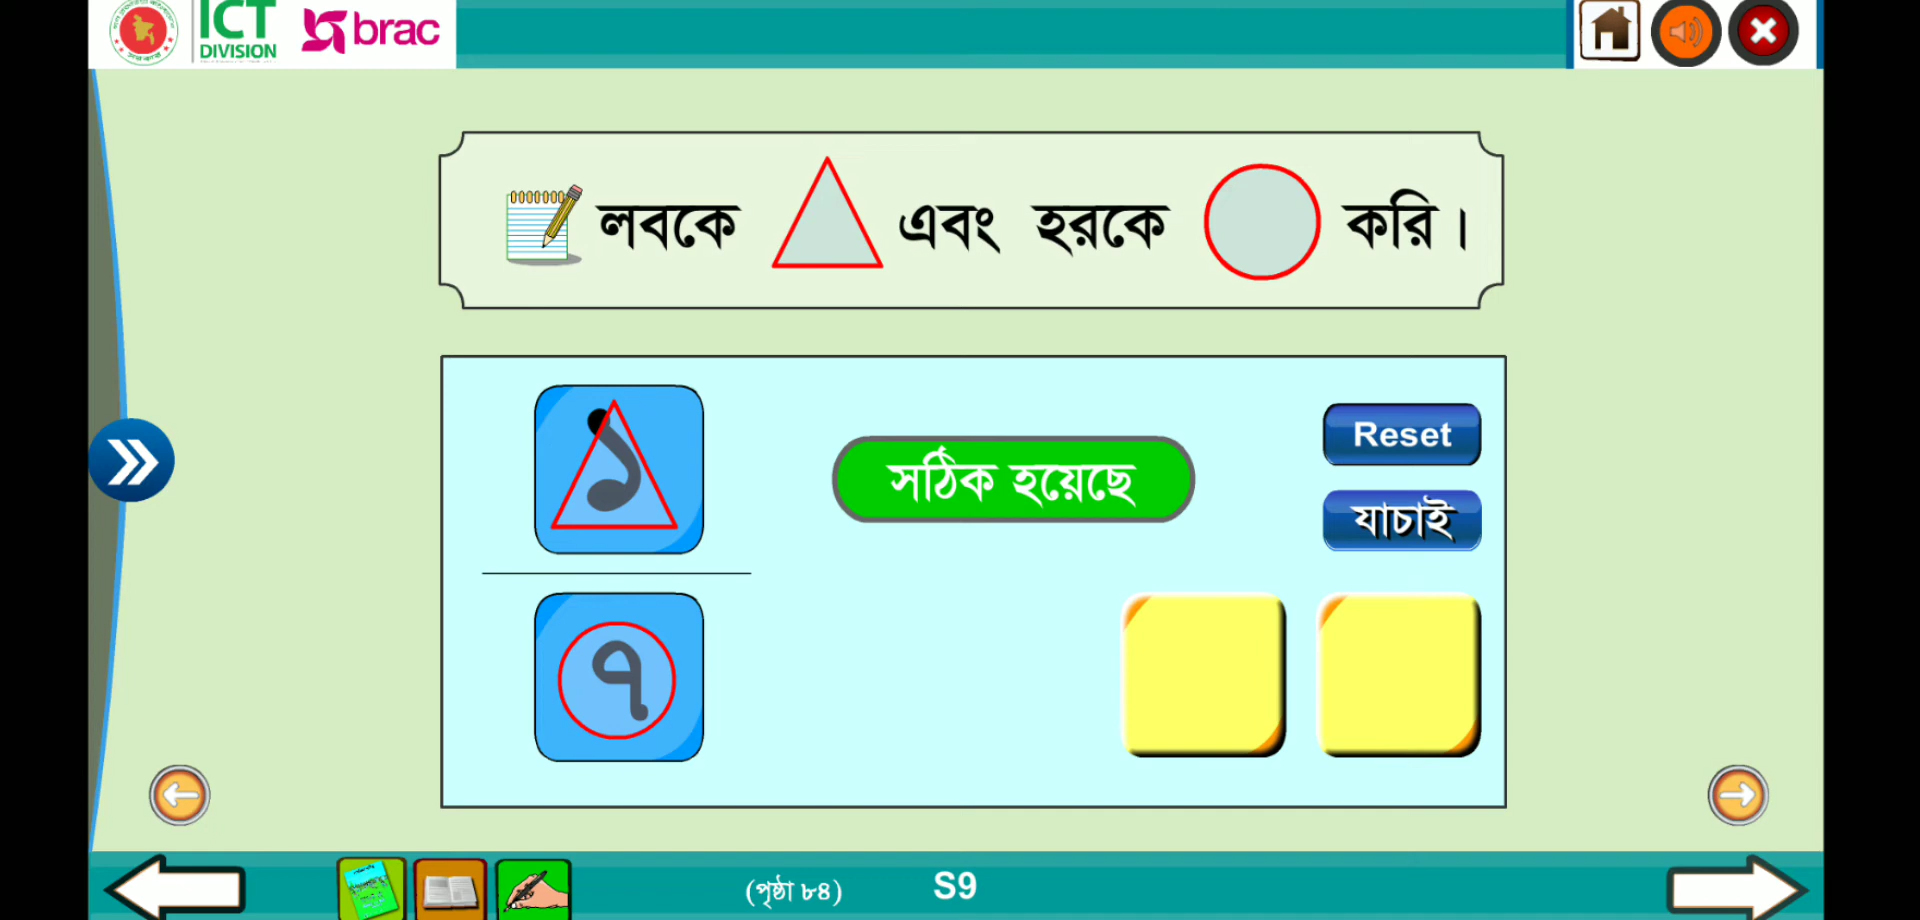 ICT
DIVISION
brac
লবকে এবং হরকে করি।
১
সঠিক হয়েছে
Reset
যাচাই
৭
(পৃষ্ঠা ৮৪)
S9